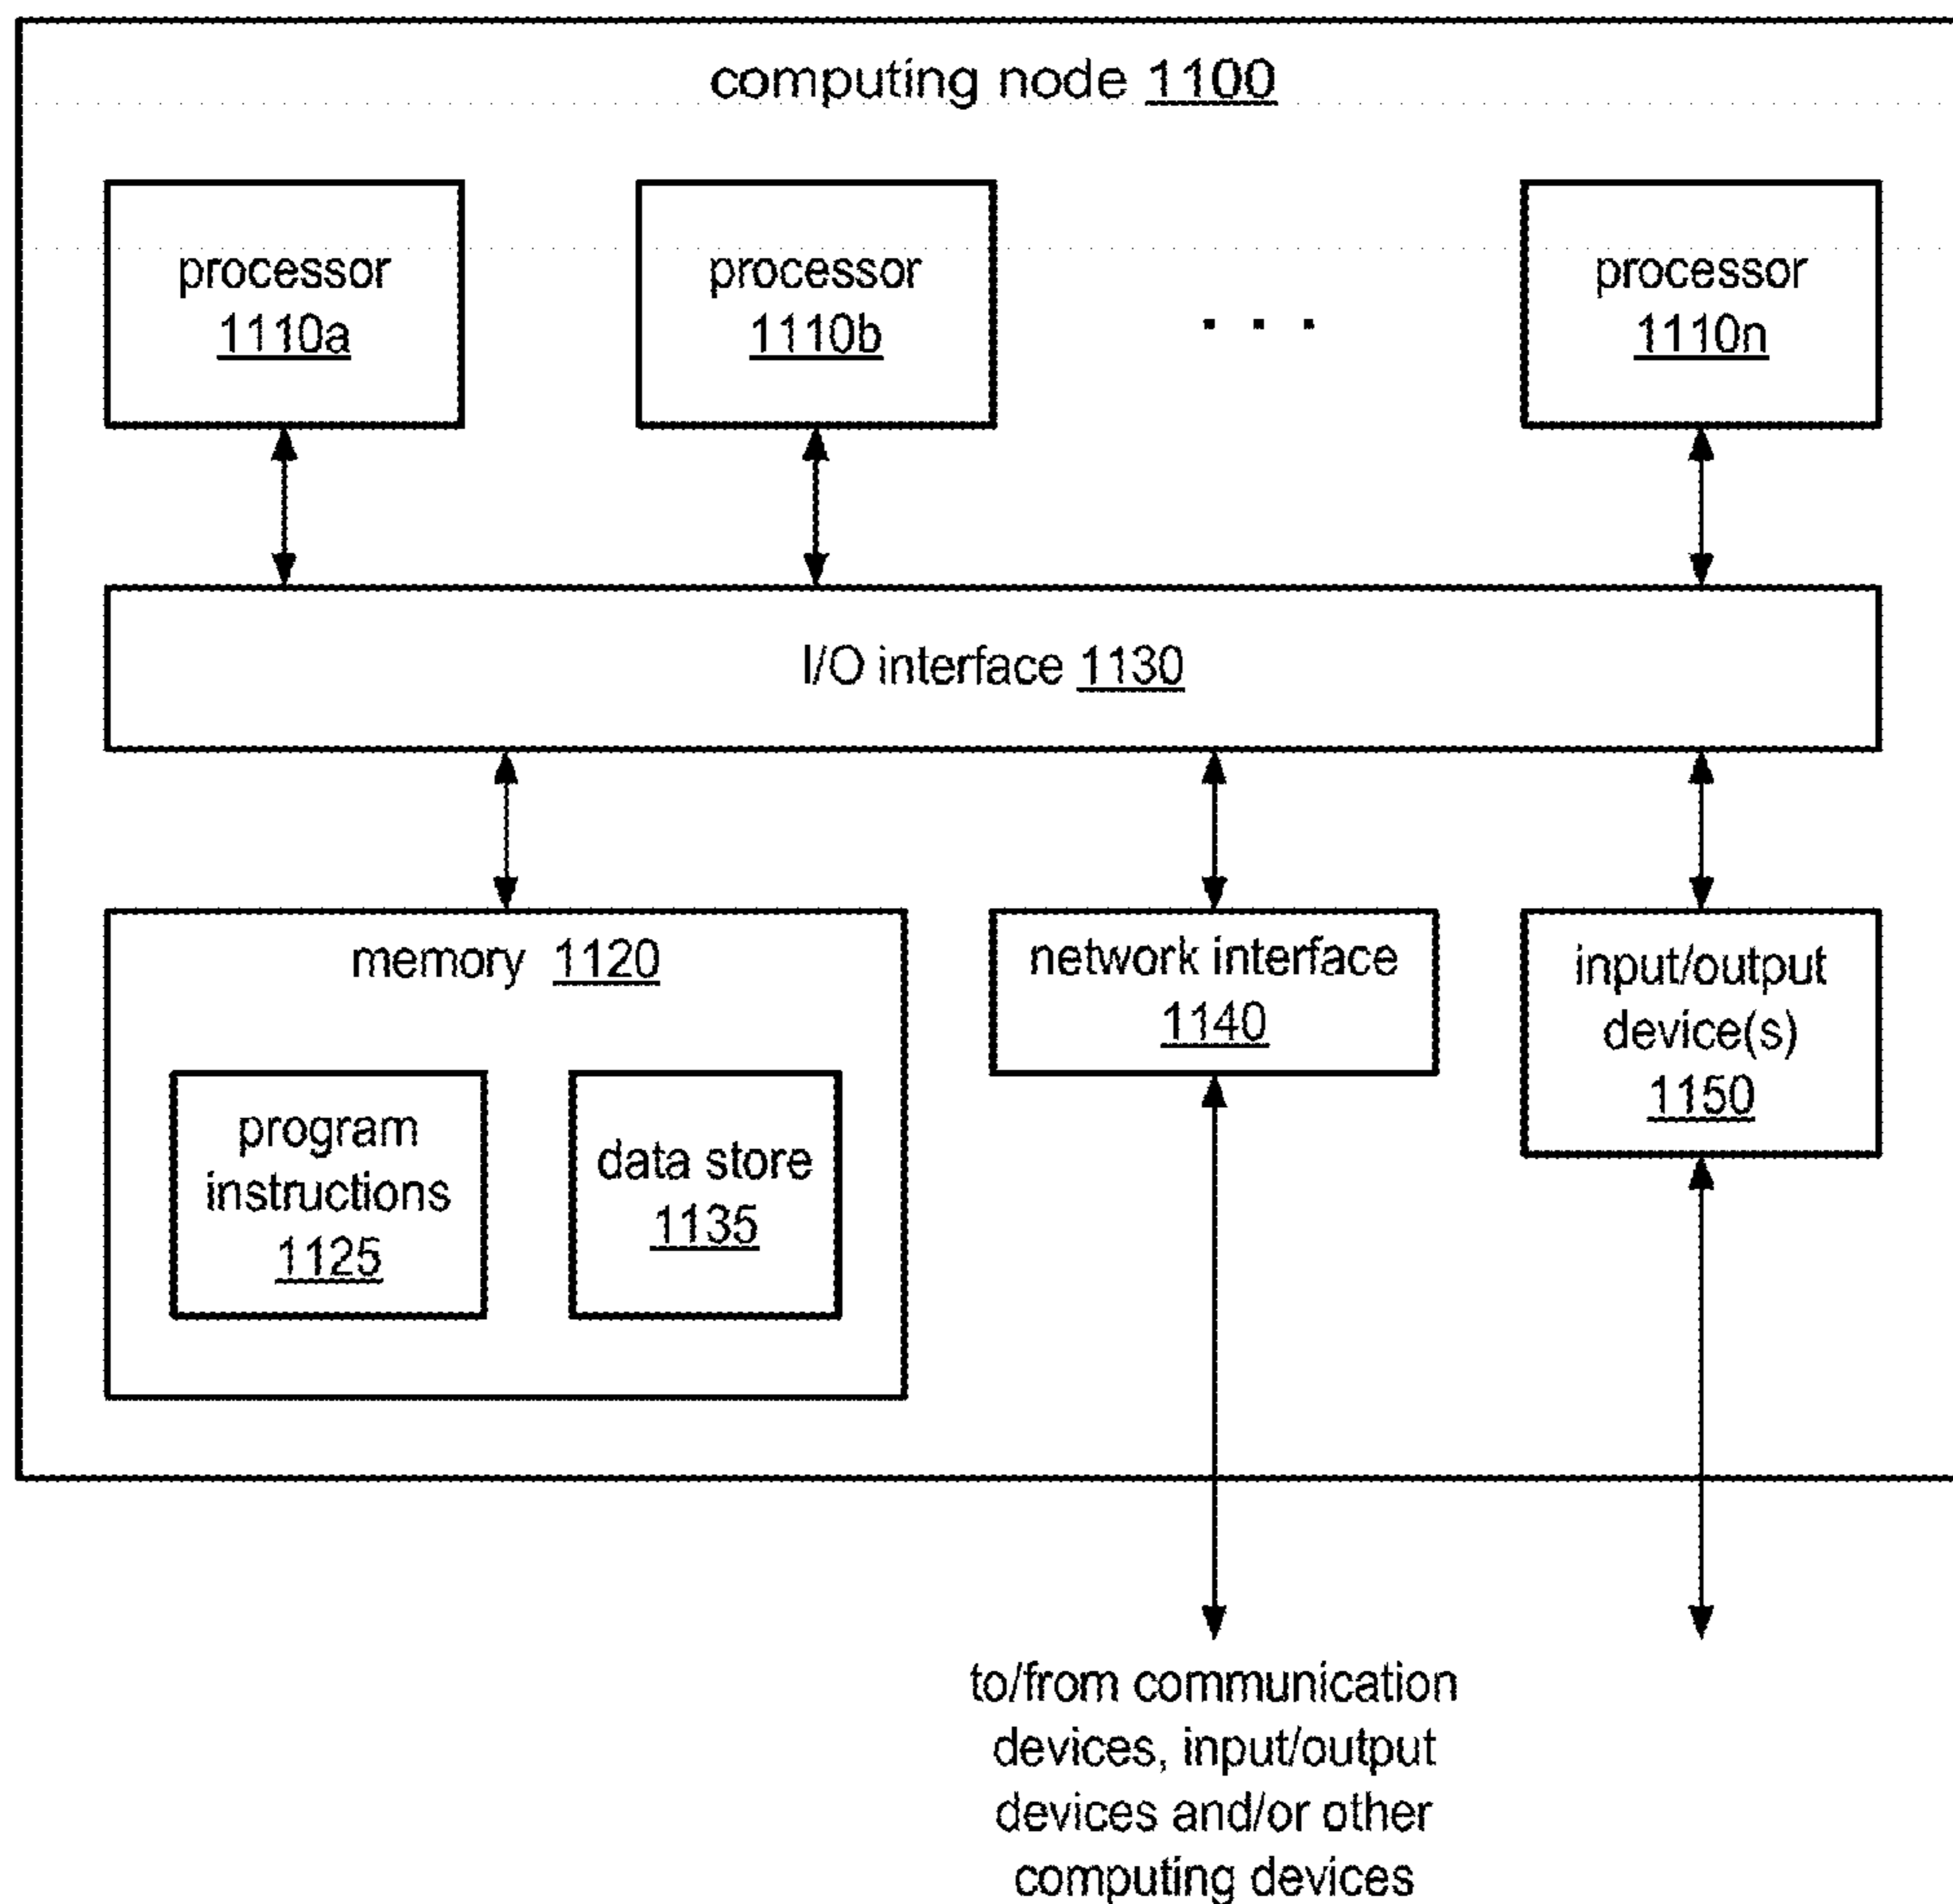 computing node 1100
processor
1110a
processor
1110b
. . .
processor
1110n
I/O interface 1130
memory 1120
program
instructions
1125
data store
1135
network interface
1140
input/output
device(s)
1150
to/from communication
devices, input/output
devices and/or other
computing devices